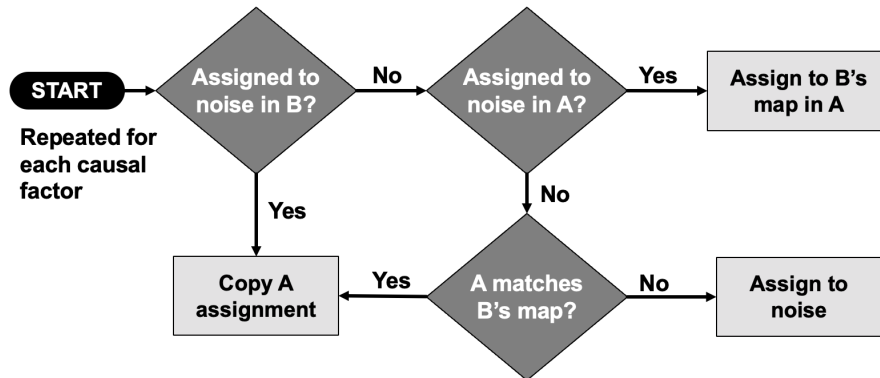 START
Repeated for
each causal
factor
Assigned to
noise in B?
No
Assigned to
noise in A?
Yes
Assign to B's
map in A
Yes
No
Copy A
assignment
Yes
A matches
B's map?
No
Assign to
noise